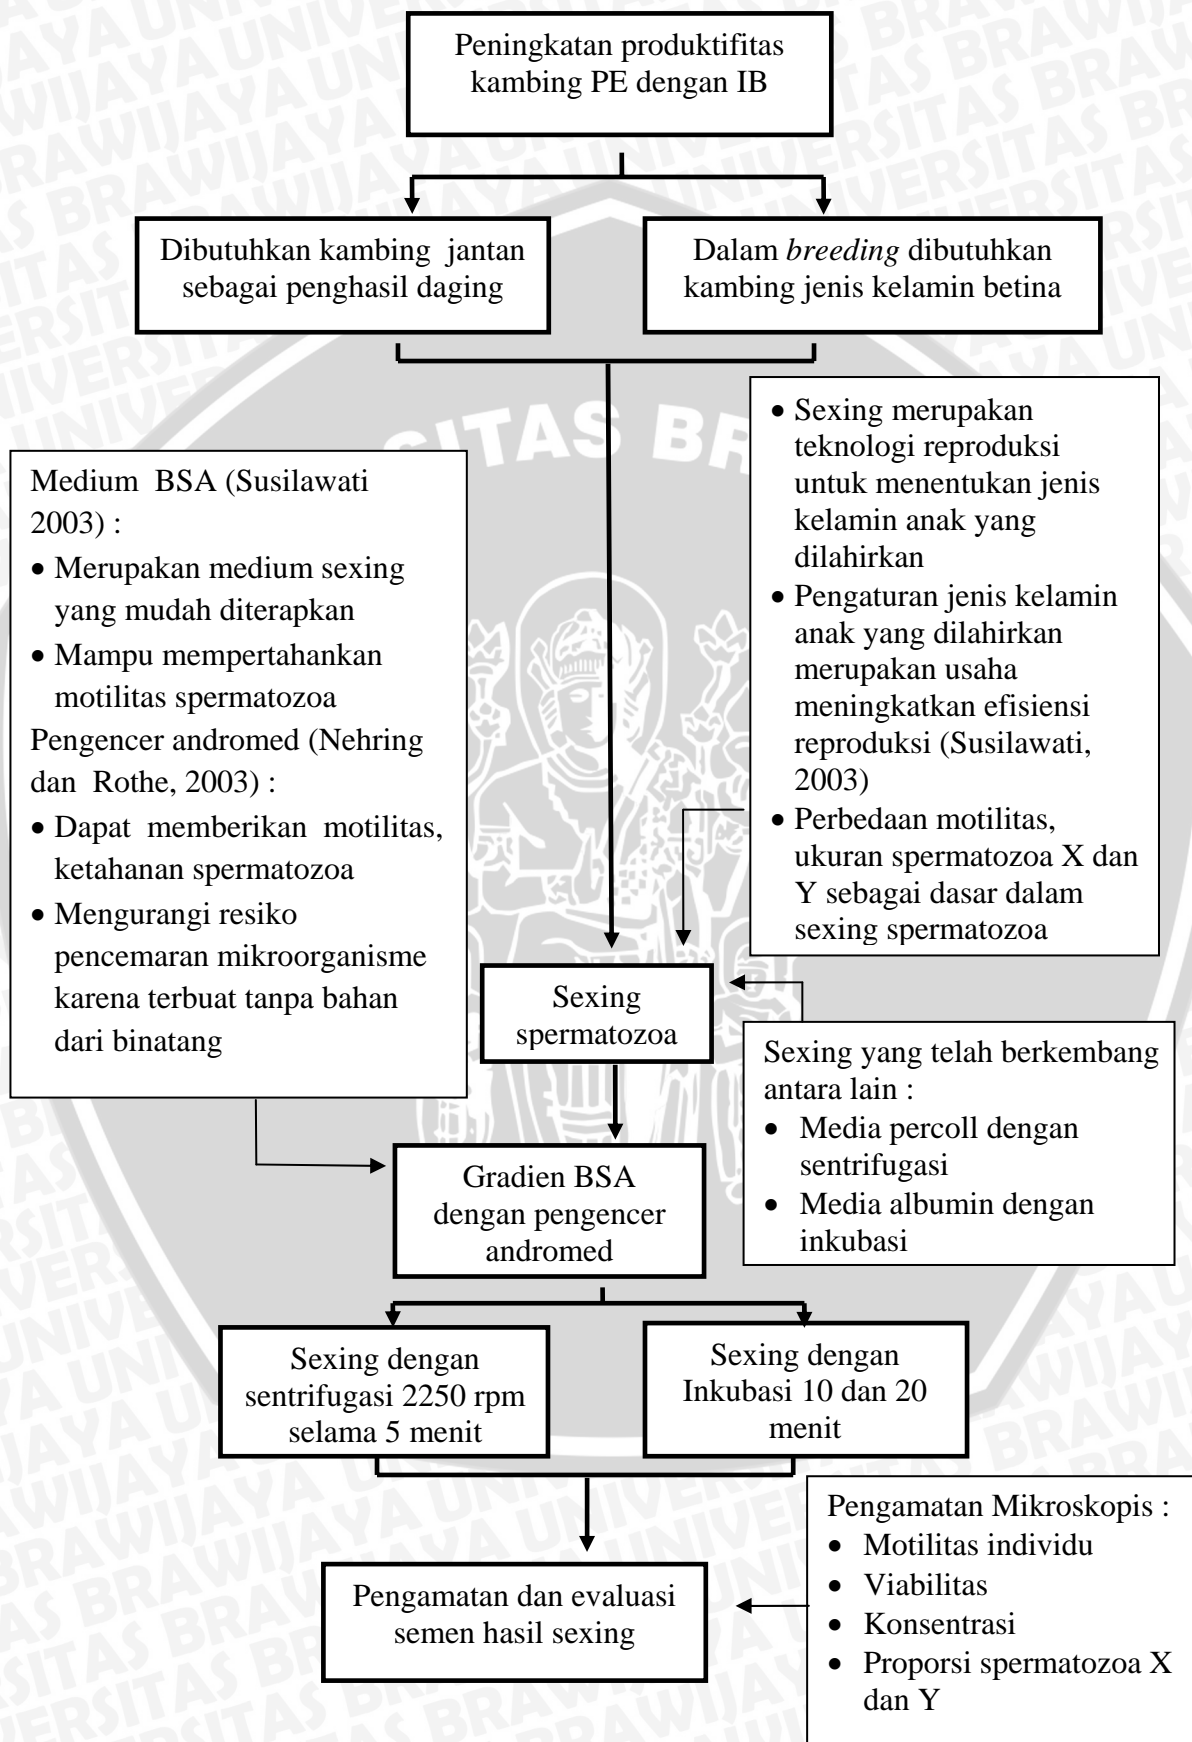 Peningkatan produktifitas
kambing PE dengan IB
Dibutuhkan kambing jantan
sebagai penghasil daging
Dalam breeding dibutuhkan
kambing jenis kelamin betina
• Sexing merupakan
teknologi reproduksi
untuk menentukan jenis
kelamin anak yang
dilahirkan
• Pengaturan jenis kelamin
anak yang dilahirkan
merupakan usaha
meningkatkan efisiensi
reproduksi (Susilawati,
2003)
• Perbedaan motilitas,
ukuran spermatozoa X dan
Y sebagai dasar dalam
sexing spermatozoa
Medium BSA (Susilawati
2003) :
• Merupakan medium sexing
yang mudah diterapkan
• Mampu mempertahankan
motilitas spermatozoa
Pengencer andromed (Nehring
dan Rothe, 2003) :
• Dapat memberikan motilitas,
ketahanan spermatozoa
• Mengurangi resiko
pencemaran mikroorganisme
karena terbuat tanpa bahan
dari binatang
Sexing
spermatozoa
Sexing yang telah berkembang
antara lain :
• Media percoll dengan
sentrifugasi
• Media albumin dengan
inkubasi
Gradien BSA
dengan pengencer
andromed
Sexing dengan
sentrifugasi 2250 rpm
selama 5 menit
Sexing dengan
Inkubasi 10 dan 20
menit
Pengamatan dan evaluasi
semen hasil sexing
Pengamatan Mikroskopis :
• Motilitas individu
• Viabilitas
• Konsentrasi
• Proporsi spermatozoa X
dan Y